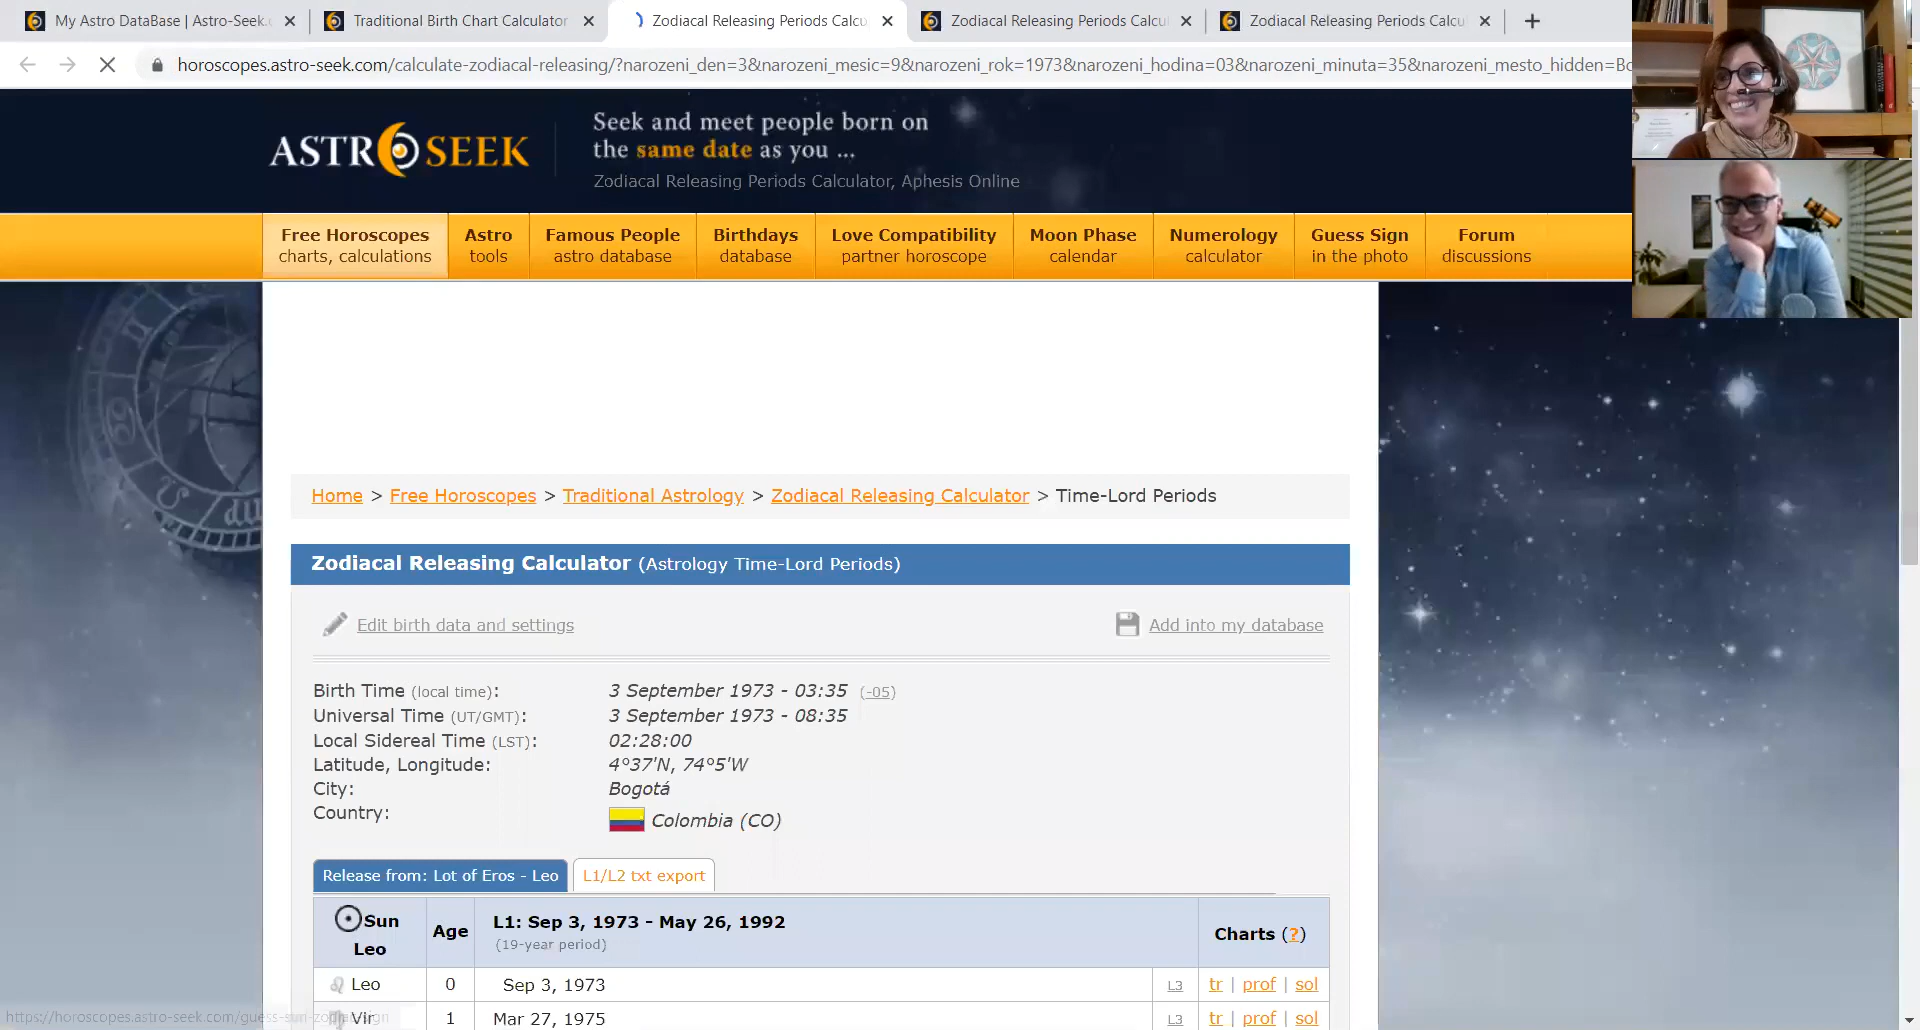 My Astro DataBase | Astro-Seek.
Traditional Birth Chart Calculator
Zodiacal Releasing Periods Calcu
Zodiacal Releasing Periods Calcul
Zodiacal Releasing Periods Calcul
horoscopes.astro-seek.com/calculate-zodiacal-releasing/?narozeni_den=3&narozeni_mesic=9&narozeni_rok=1973&narozeni_hodina=03&narozeni_minuta=35&narozeni_mesto_hidden=Bo
ASTROSEEK
Seek and meet people born on
the same date as you ...
Zodiacal Releasing Periods Calculator, Aphesis Online
Free Horoscopes
charts, calculations
Astro
tools
Famous People
astro database
Birthdays
database
Love Compatibility
partner horoscope
Moon Phase
calendar
Numerology
calculator
Guess Sign
in the photo
Forum
discussions
Home > Free Horoscopes > Traditional Astrology > Zodiacal Releasing Calculator > Time-Lord Periods
Zodiacal Releasing Calculator (Astrology Time-Lord Periods)
Edit birth data and settings
Add into my database
Birth Time (local time): 3 September 1973 - 03:35 (-05)
Universal Time (UT/GMT): 3 September 1973 - 08:35
Local Sidereal Time (LST): 02:28:00
Latitude, Longitude: 4°37'N, 74°5'W
City: Bogotá
Country: Colombia (CO)
Release from: Lot of Eros - Leo
L1/L2 txt export
Sun
Leo
Age
L1: Sep 3, 1973 - May 26, 1992
(19-year period)
Charts (?)
Leo 0 Sep 3, 1973 L3 tr | prof | sol
Vir 1 Mar 27, 1975 L3 tr | prof | sol
https://horoscopes.astro-seek.com/guess-sun-zodiac-sign